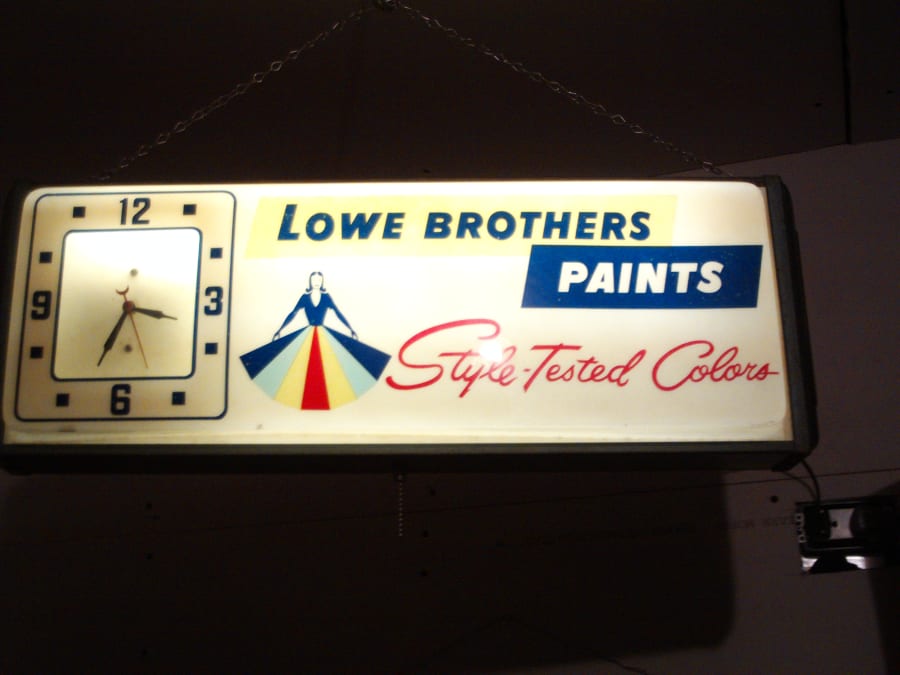 12
9
3
6
LOWE BROTHERS
PAINTS
Style-Tested Colors